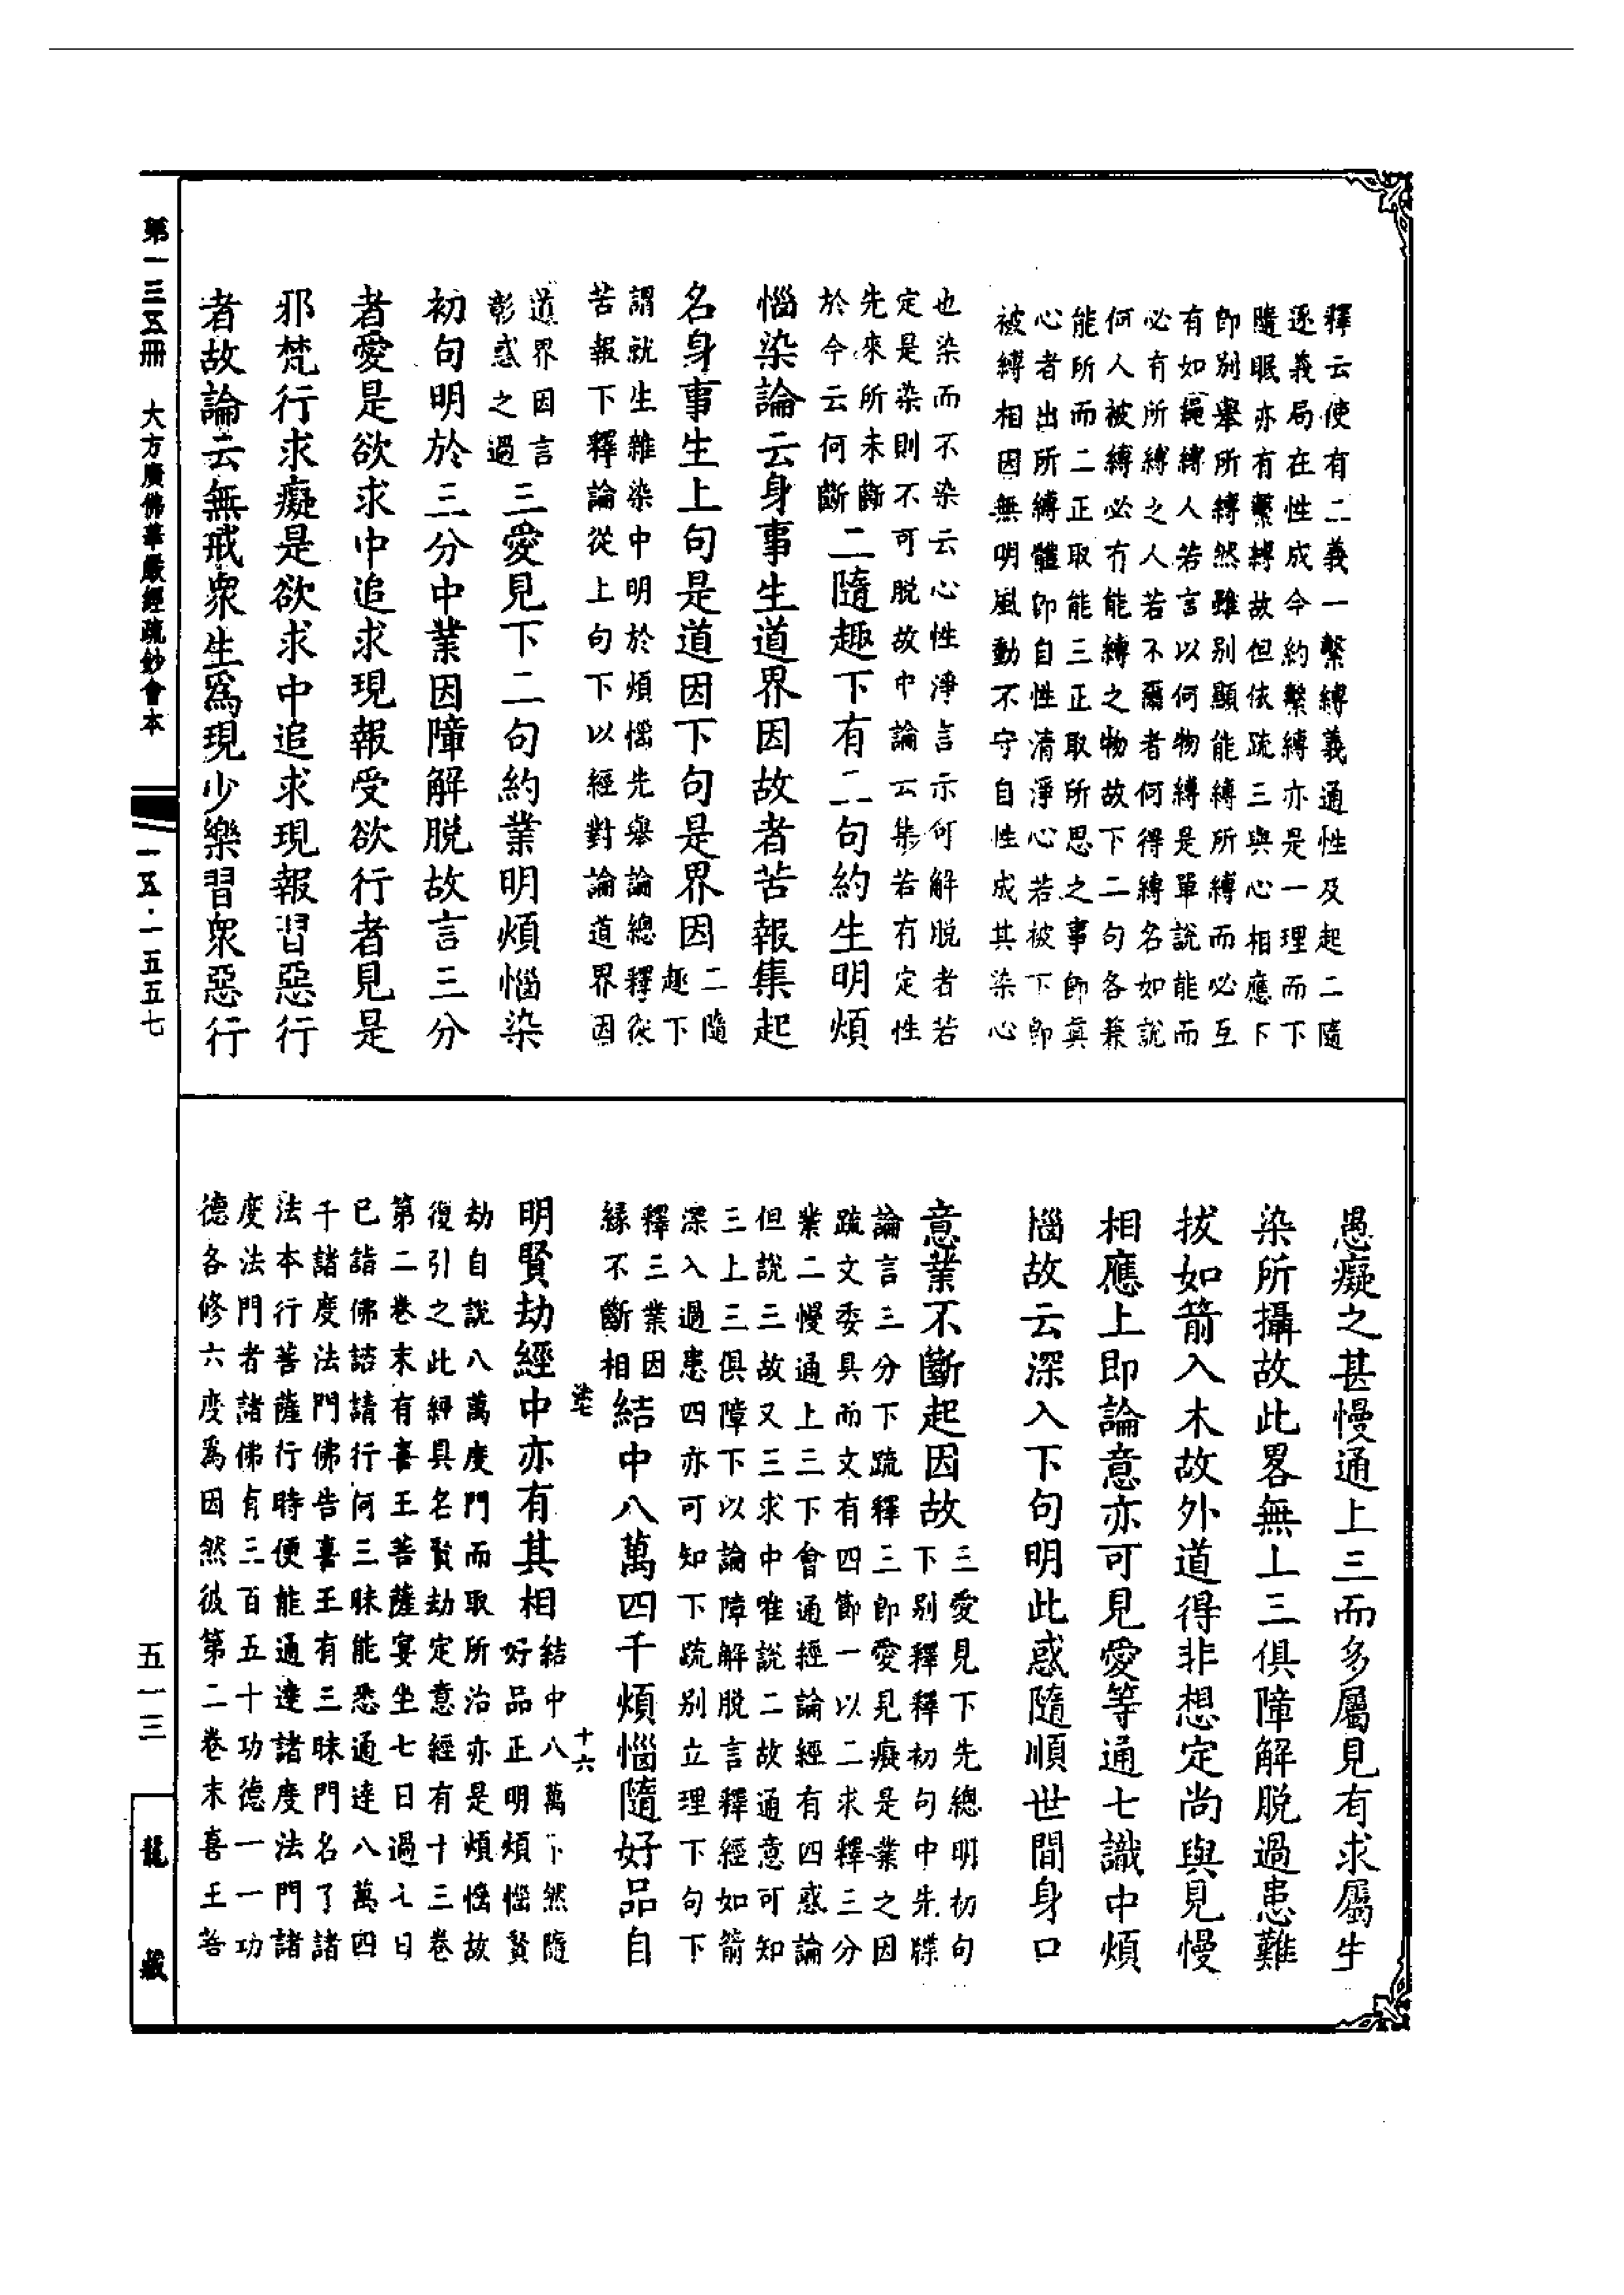 釋云使有二義一繫縛義通性及起二隨
逐義局在性成今約繫縛亦是一理而下
隨眠亦有繫縛故但依疏三與心相應下
即別舉所縛然雖別顯能縛所縛而必互
有如繩縛人若言以何物縛是單說能而
必有所縛之人若不爾者何得縛名如說
何人被縛必有能縛之物故下二句各兼
能所而二正取能三正取所思之事即眞
心者出所縛體即自性清淨心若被下即
被縛相因無明風動不守自性成其染心
也染而不染云心性淨言示何解脫者若
定是染則不可脫故中論云染若有定性
先來所未斷
於今云何斷
二隨趣下有二句約生明煩
惱染論云身事生道界因故者苦報集起
名身事生上句是道因下句是界因
二隨
趣下
謂就生雜染中明於煩惱先舉論總釋從
苦報下釋論從上句下以經對論道界因
道界因言
彰惑之過
三愛見下二句約業明煩惱染
初句明於三分中業因障解脫故言三分
者愛是欲求中追求現報受欲行者見是
邪梵行求癡是欲求中追求現報習惡行
者故論云無戒衆生爲現少樂習衆惡行
愚癡之甚慢通上三而多屬見有求屬生
染所攝故此畧無上三俱障解脫過患難
拔如箭入木故外道得非想定尚與見慢
相應上即論意亦可見愛等通七識中煩
惱故云深入下句明此惑隨順世間身口
意業不斷起因故
三愛見下先總明初句
下別釋釋初句中朱牒
論言三分下疏釋三即愛見癡是業之因
疏文委具而文有四節一以二求釋三分
業二慢通上三下會通經論經有四惑論
但說三故又三求中唯說二故通意可知
三上三俱障下以論障解脫言釋經如箭
深入過患四亦可知下疏別立理下句下
釋三業因
緣不斷相
結中八萬四千煩惱隨好品自
明賢劫經中亦有其相
結中八萬下然隨
好品正明煩惱賢
劫自說八萬度門而取所治亦是煩惱故
復引之此經具名賢劫定意經有十三卷
第二卷末有喜王菩薩宴坐七日過七日
已詣佛諮請行何三昧能悉通達八萬四
千諸度法門佛告喜王有三昧門名了諸
法本行菩薩行時便能通達諸度法門諸
度法門者諸佛有三百五十功德一一功
德各修六度爲因然彼第二卷末喜王菩
十六
第一三五冊　大方廣佛華嚴經疏鈔會本
一五·一五五七
五一三
龍藏